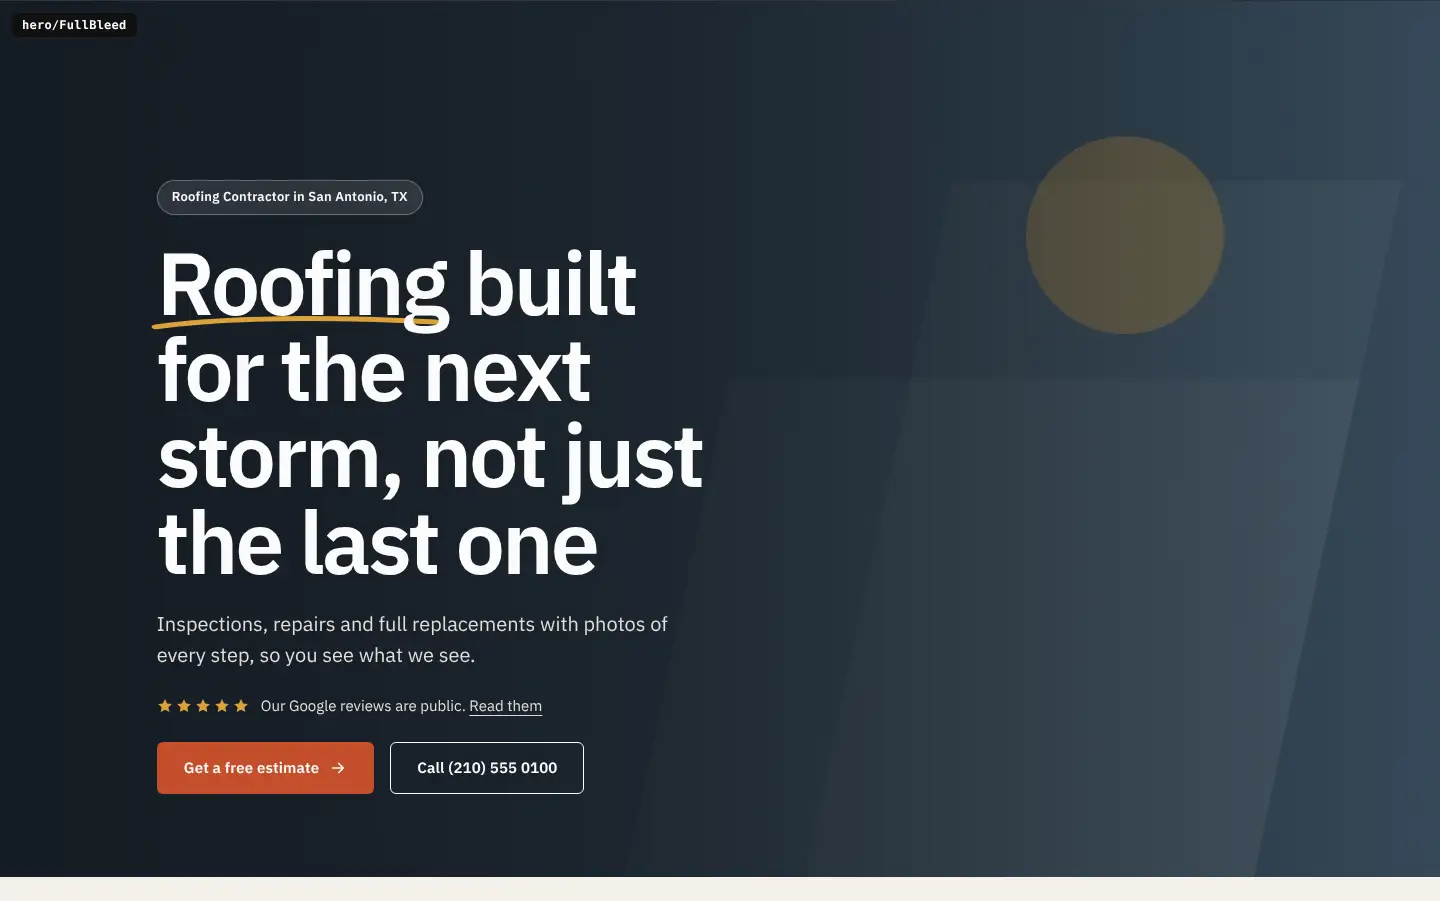 hero/FullBleed
Roofing Contractor in San Antonio, TX
Roofing built
for the next
storm, not just
the last one
Inspections, repairs and full replacements with photos of
every step, so you see what we see.
Our Google reviews are public. Read them
Get a free estimate →
Call (210) 555 0100